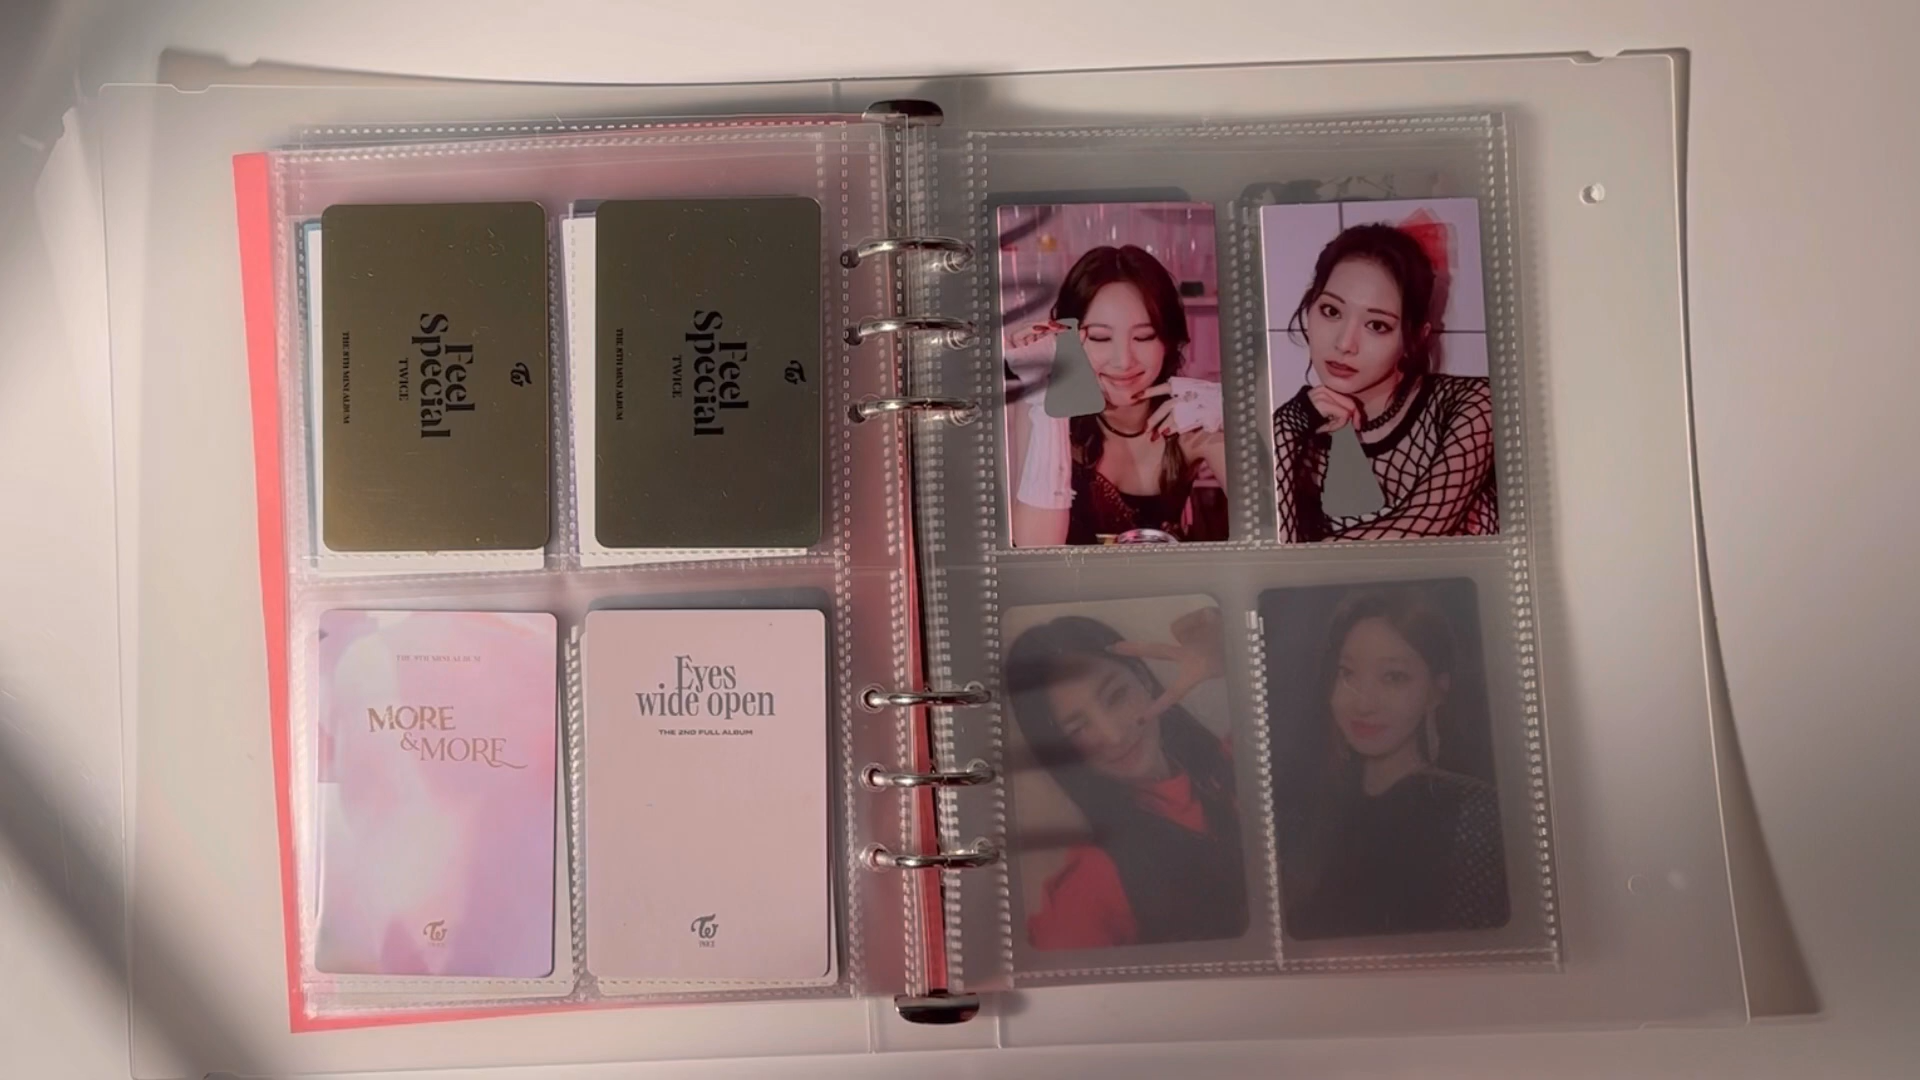 Feel
Special
TWICE
THE 8TH MINI ALBUM
Feel
Special
TWICE
THE 8TH MINI ALBUM
THE 9TH MINI ALBUM
MORE
& MORE
TWICE
Eyes
wide open
THE 2ND FULL ALBUM
TWICE